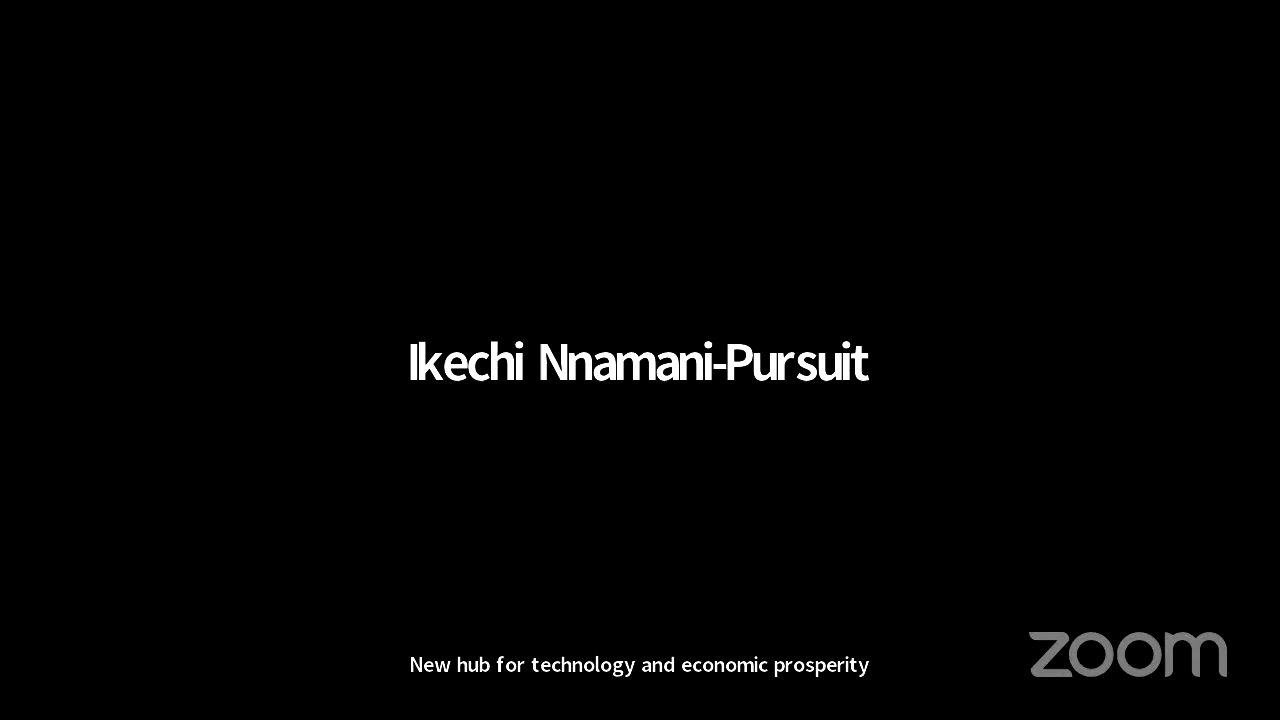 Ikechi Nnamani-Pursuit
New hub for technology and economic prosperity
zoom